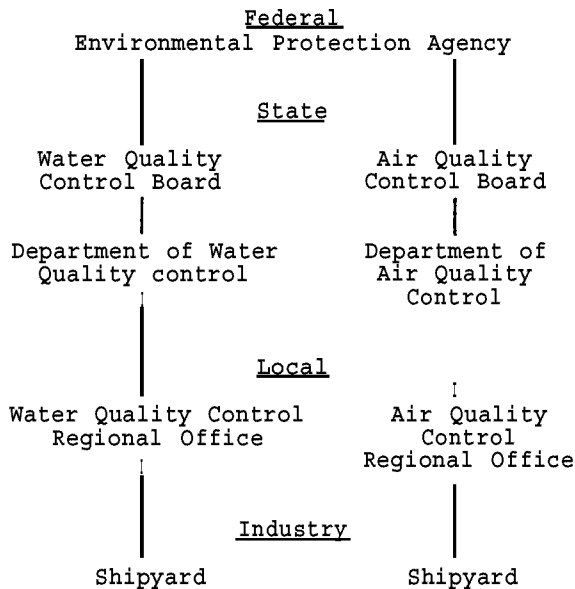 Federal
Environmental Protection Agency
State
Water Quality
Control Board
Air Quality
Control Board
Department of Water
Quality control
Department of
Air Quality
Control
Local
Water Quality Control
Regional Office
Air Quality
Control
Regional Office
Industry
Shipyard
Shipyard